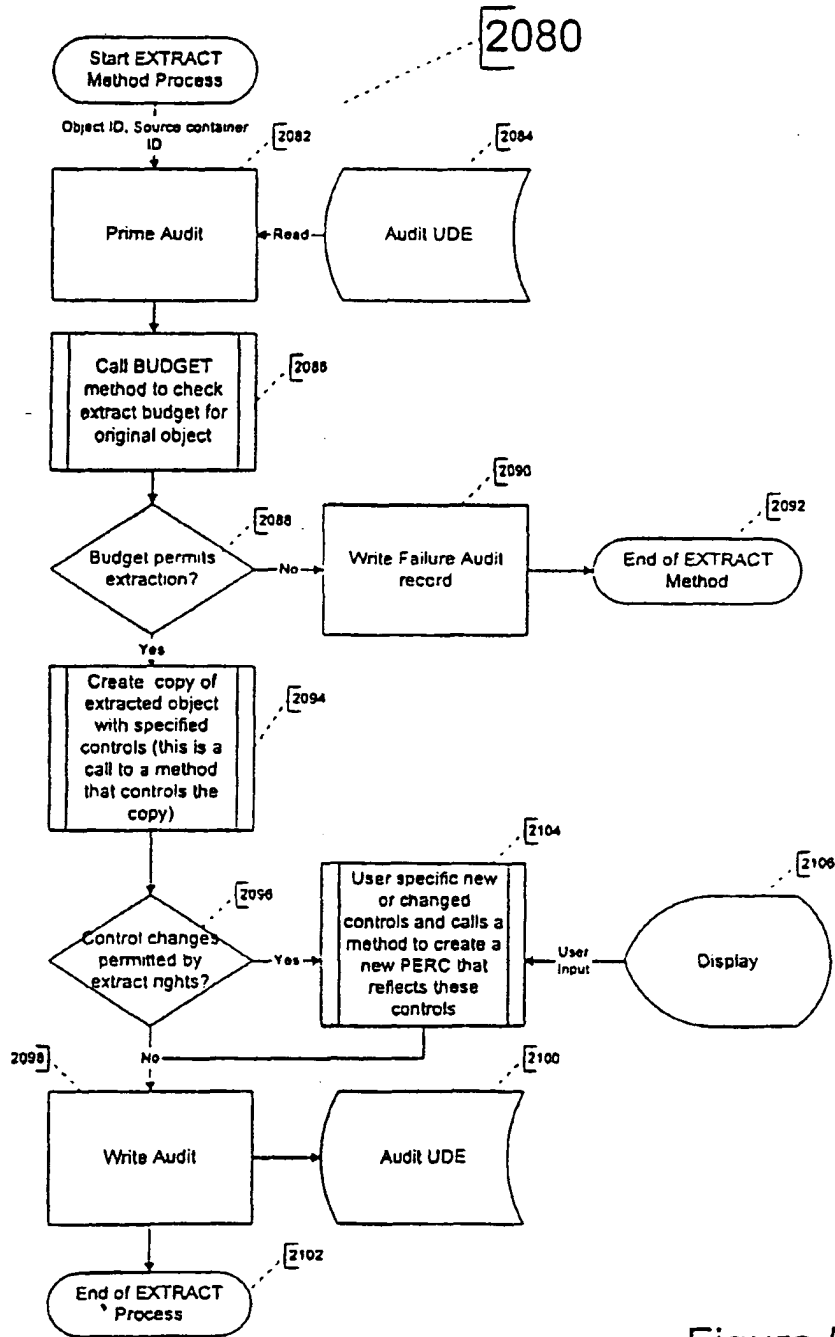 2080
Start EXTRACT
Method Process
Object ID, Source container
ID
2082
2084
Prime Audit
Read
Audit UDE
Call BUDGET
method to check
extract budget for
original object
2086
2090
2088
2092
Budget permits
extraction?
No
Write Failure Audit
record
End of EXTRACT
Method
Yes
Create copy of
extracted object
with specified
controls (this is a
call to a method
that controls the
copy)
2094
2104
2096
2106
User specific new
or changed
controls and calls a
method to create a
new PERC that
reflects these
controls
Control changes
permitted by
extract rights?
Yes
User
Input
Display
No
2098
2100
Write Audit
Audit UDE
2102
End of EXTRACT
Process
Figure